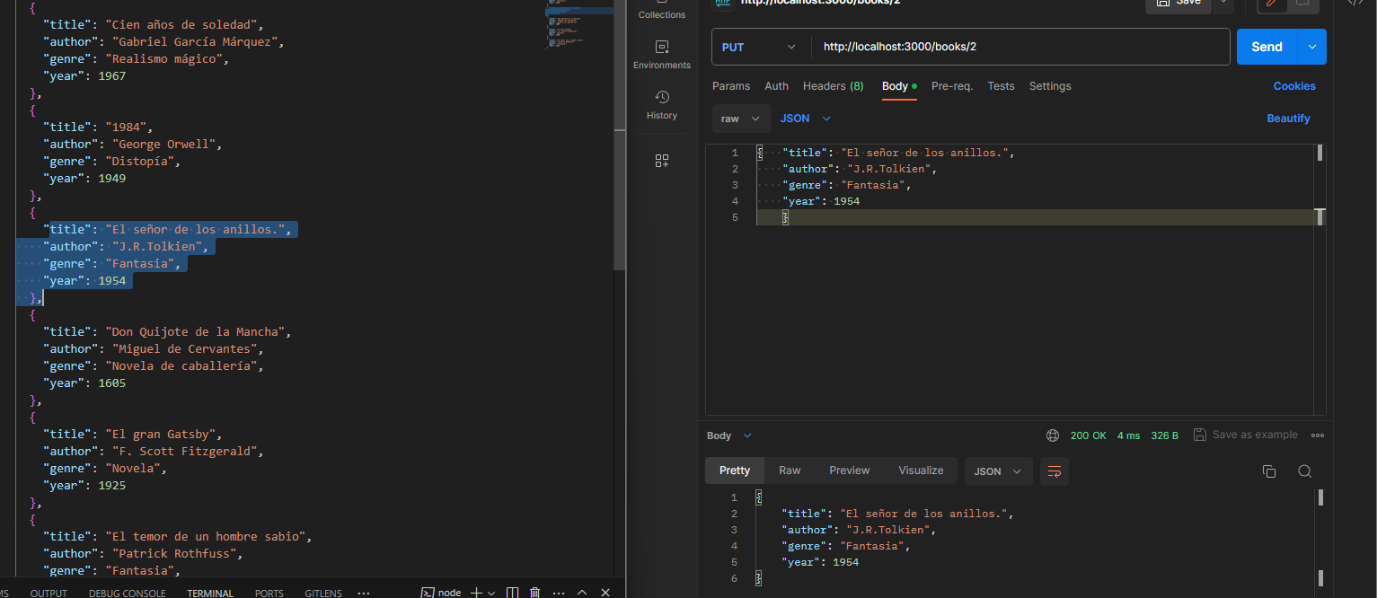 {
"title": "Cien años de soledad",
"author": "Gabriel García Márquez",
"genre": "Realismo mágico",
"year": 1967
},
{
"title": "1984",
"author": "George Orwell",
"genre": "Distopía",
"year": 1949
},
{
"title": "El señor de los anillos.",
"author": "J.R.Tolkien",
"genre": "Fantasia",
"year": 1954
},
{
"title": "Don Quijote de la Mancha",
"author": "Miguel de Cervantes",
"genre": "Novela de caballería",
"year": 1605
},
{
"title": "El gran Gatsby",
"author": "F. Scott Fitzgerald",
"genre": "Novela",
"year": 1925
},
{
"title": "El temor de un hombre sabio",
"author": "Patrick Rothfuss",
"genre": "Fantasia",
OUTPUT DEBUG CONSOLE TERMINAL PORTS GITLENS ··· node
Collections
Environments
History
http://localhost:3000/books/2 Save
PUT http://localhost:3000/books/2 Send
Params Auth Headers (8) Body Pre-req. Tests Settings Cookies
raw JSON Beautify
1 { "title": "El señor de los anillos.",
2 "author": "J.R.Tolkien",
3 "genre": "Fantasia",
4 "year": 1954
5 }
Body 200 OK 4 ms 326 B Save as example
Pretty Raw Preview Visualize JSON
1 {
2 "title": "El señor de los anillos.",
3 "author": "J.R.Tolkien",
4 "genre": "Fantasia",
5 "year": 1954
6 }